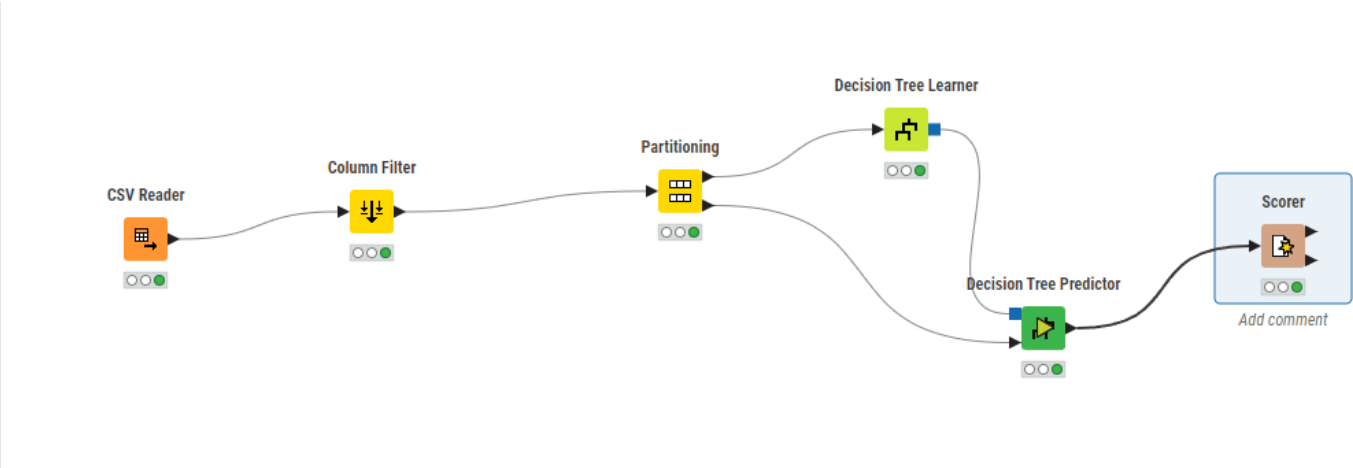 CSV Reader
Column Filter
Partitioning
Decision Tree Learner
Decision Tree Predictor
Scorer
Add comment